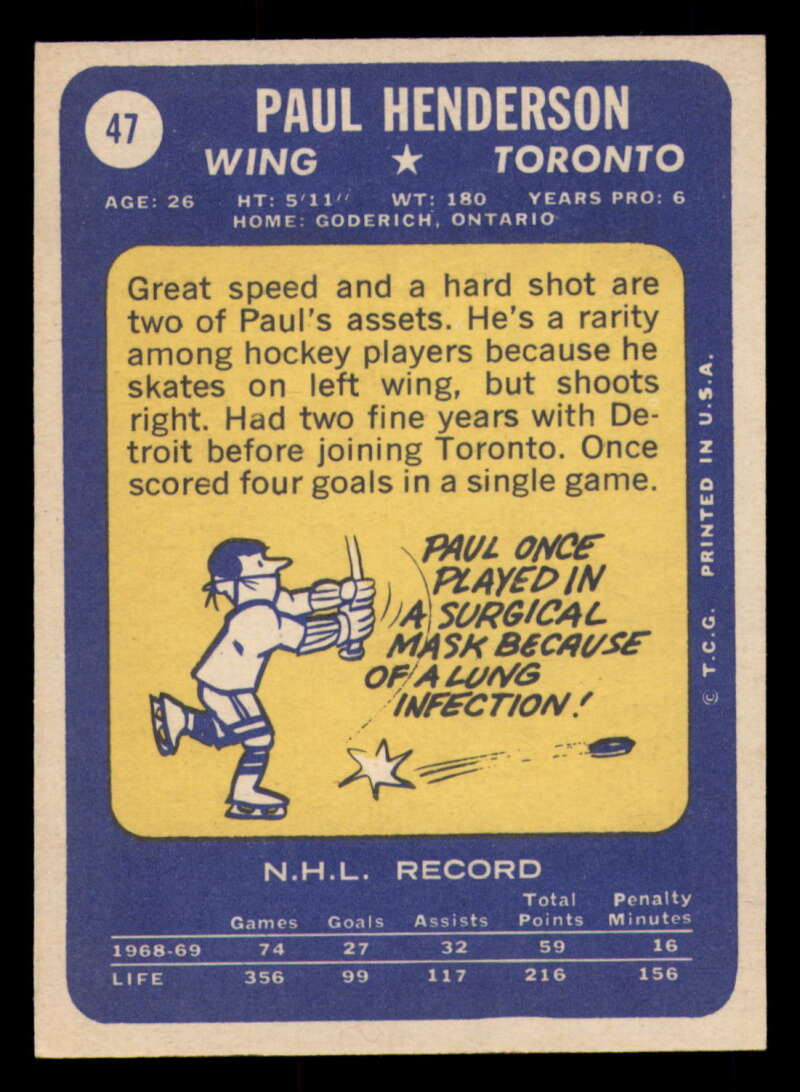 47
PAUL HENDERSON
WING ★ TORONTO
AGE: 26 HT: 5'11" WT: 180 YEARS PRO: 6
HOME: GODERICH, ONTARIO
Great speed and a hard shot are
two of Paul's assets. He's a rarity
among hockey players because he
skates on left wing, but shoots
right. Had two fine years with De-
troit before joining Toronto. Once
scored four goals in a single game.
PAUL ONCE
PLAYED IN
A SURGICAL
MASK BECAUSE
OF A LUNG
INFECTION!
© T.C.G. PRINTED IN U.S.A.
N.H.L. RECORD
Games Goals Assists Total Points Penalty Minutes
1968-69 74 27 32 59 16
LIFE 356 99 117 216 156